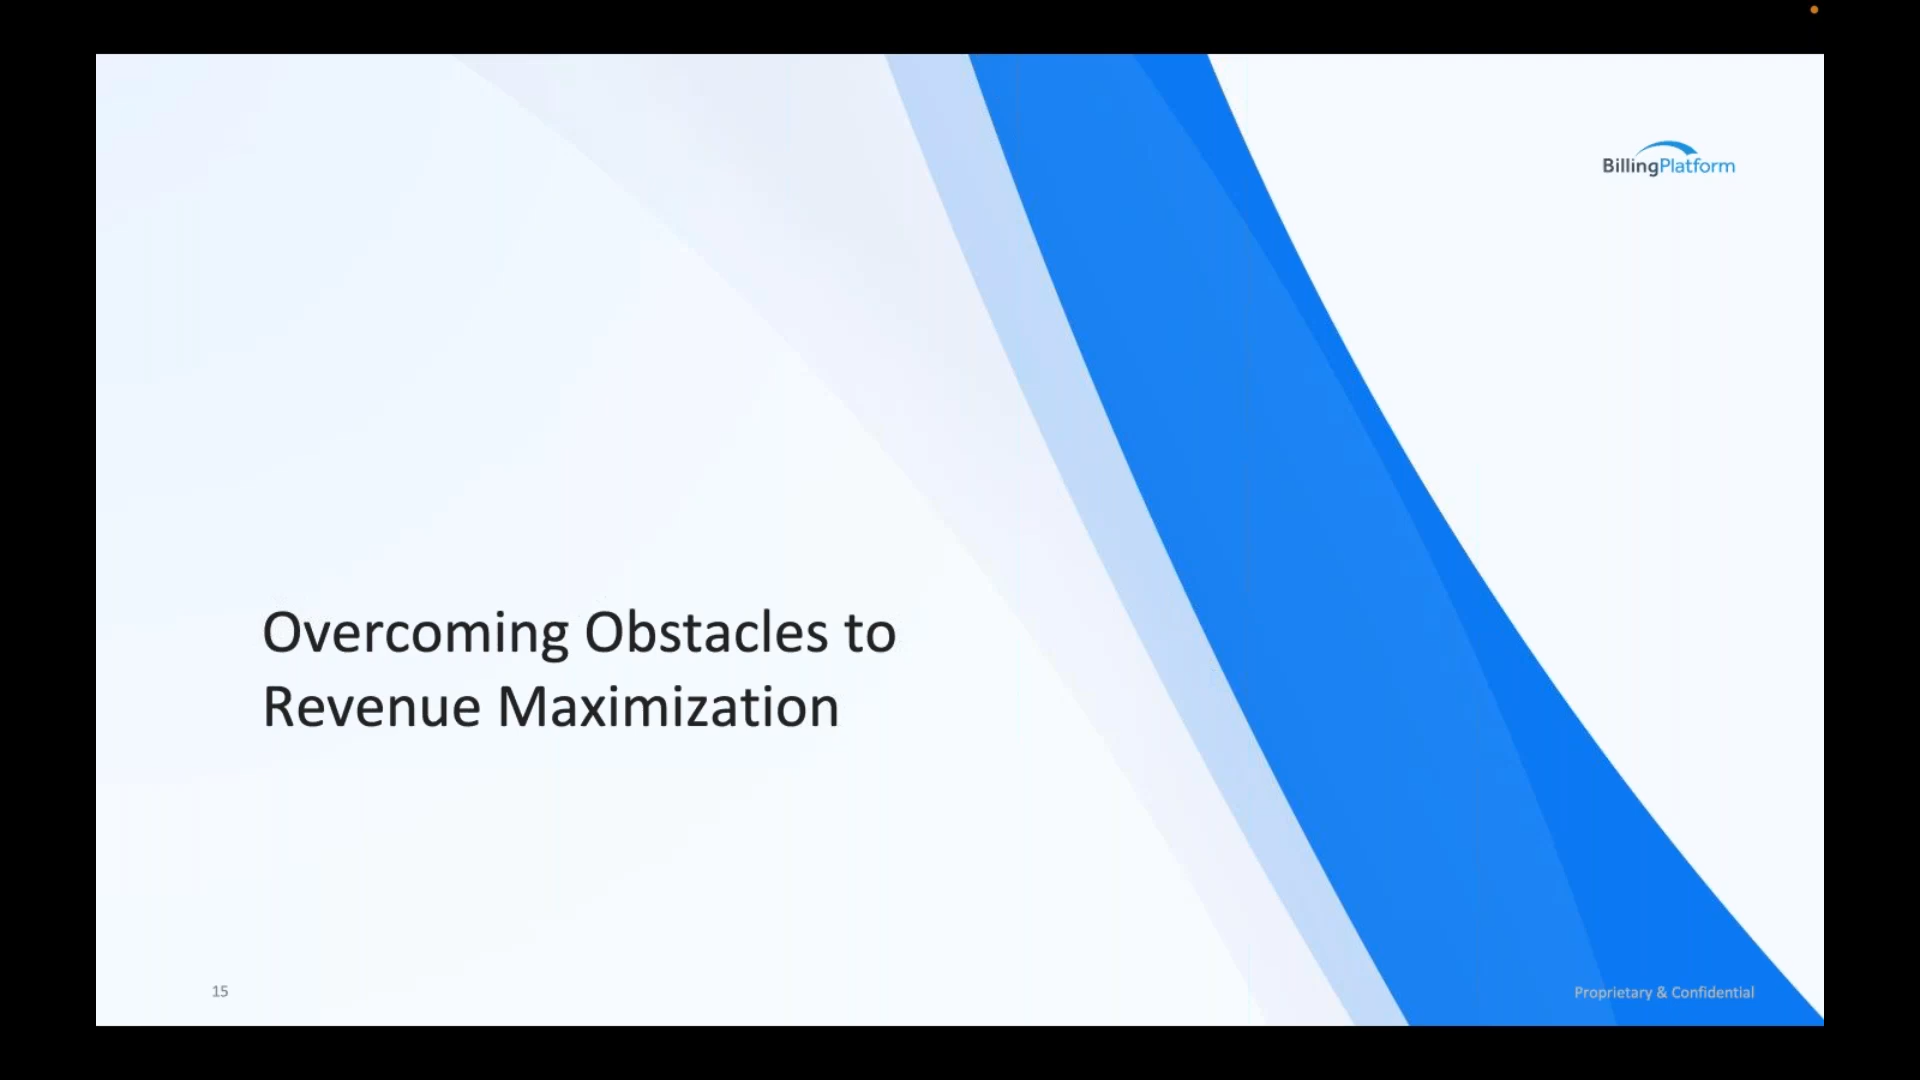 BillingPlatform
Overcoming Obstacles to
Revenue Maximization
15
Proprietary & Confidential